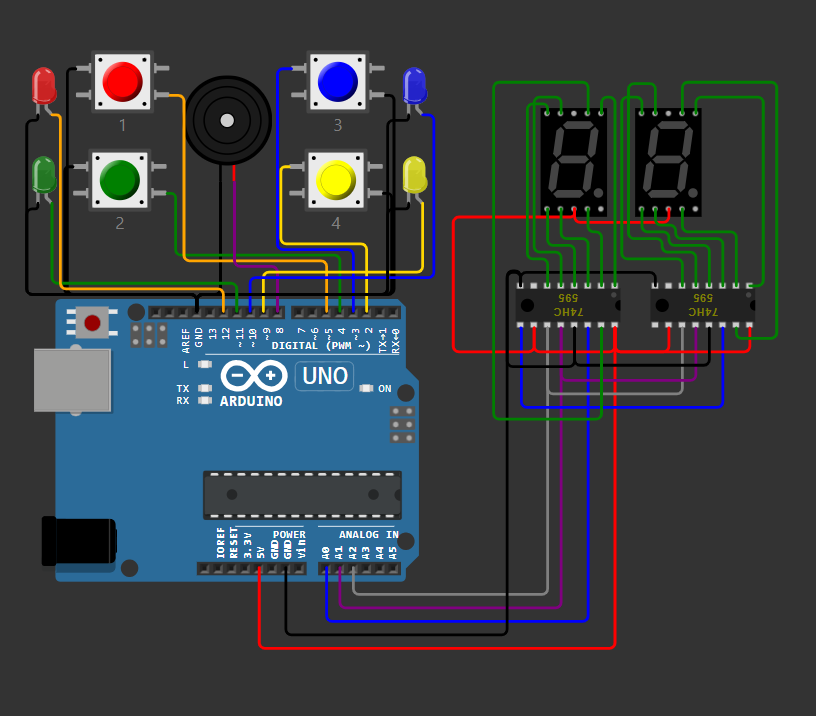 1
3
2
4
595
74HC
595
74HC
AREF
GND
13
12
~11
~10
~9
8
7
~6
~5
4
~3
2
TX→1
RX←0
DIGITAL (PWM ~)
L
TX
RX
UNO
ON
ARDUINO
POWER
ANALOG IN
IOREF
RESET
3.3V
5V
GND
GND
Vin
A0
A1
A2
A3
A4
A5